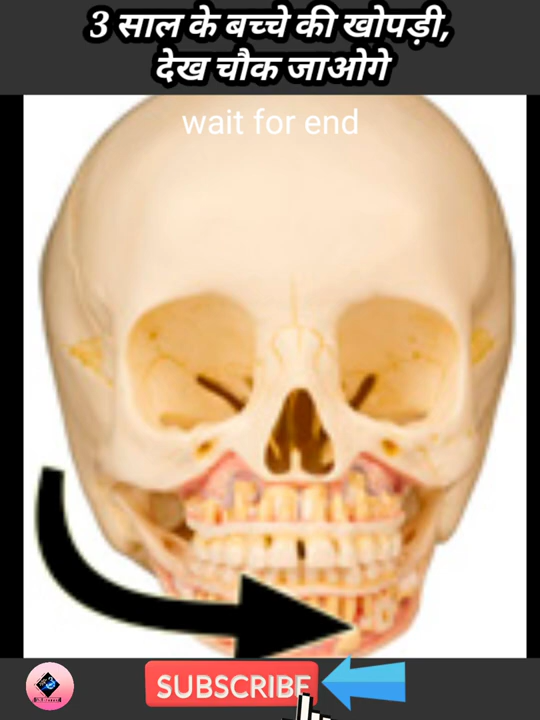 3 साल के बच्चे की खोपड़ी,
देख चौक जाओगे
wait for end
SUBSCRIBE